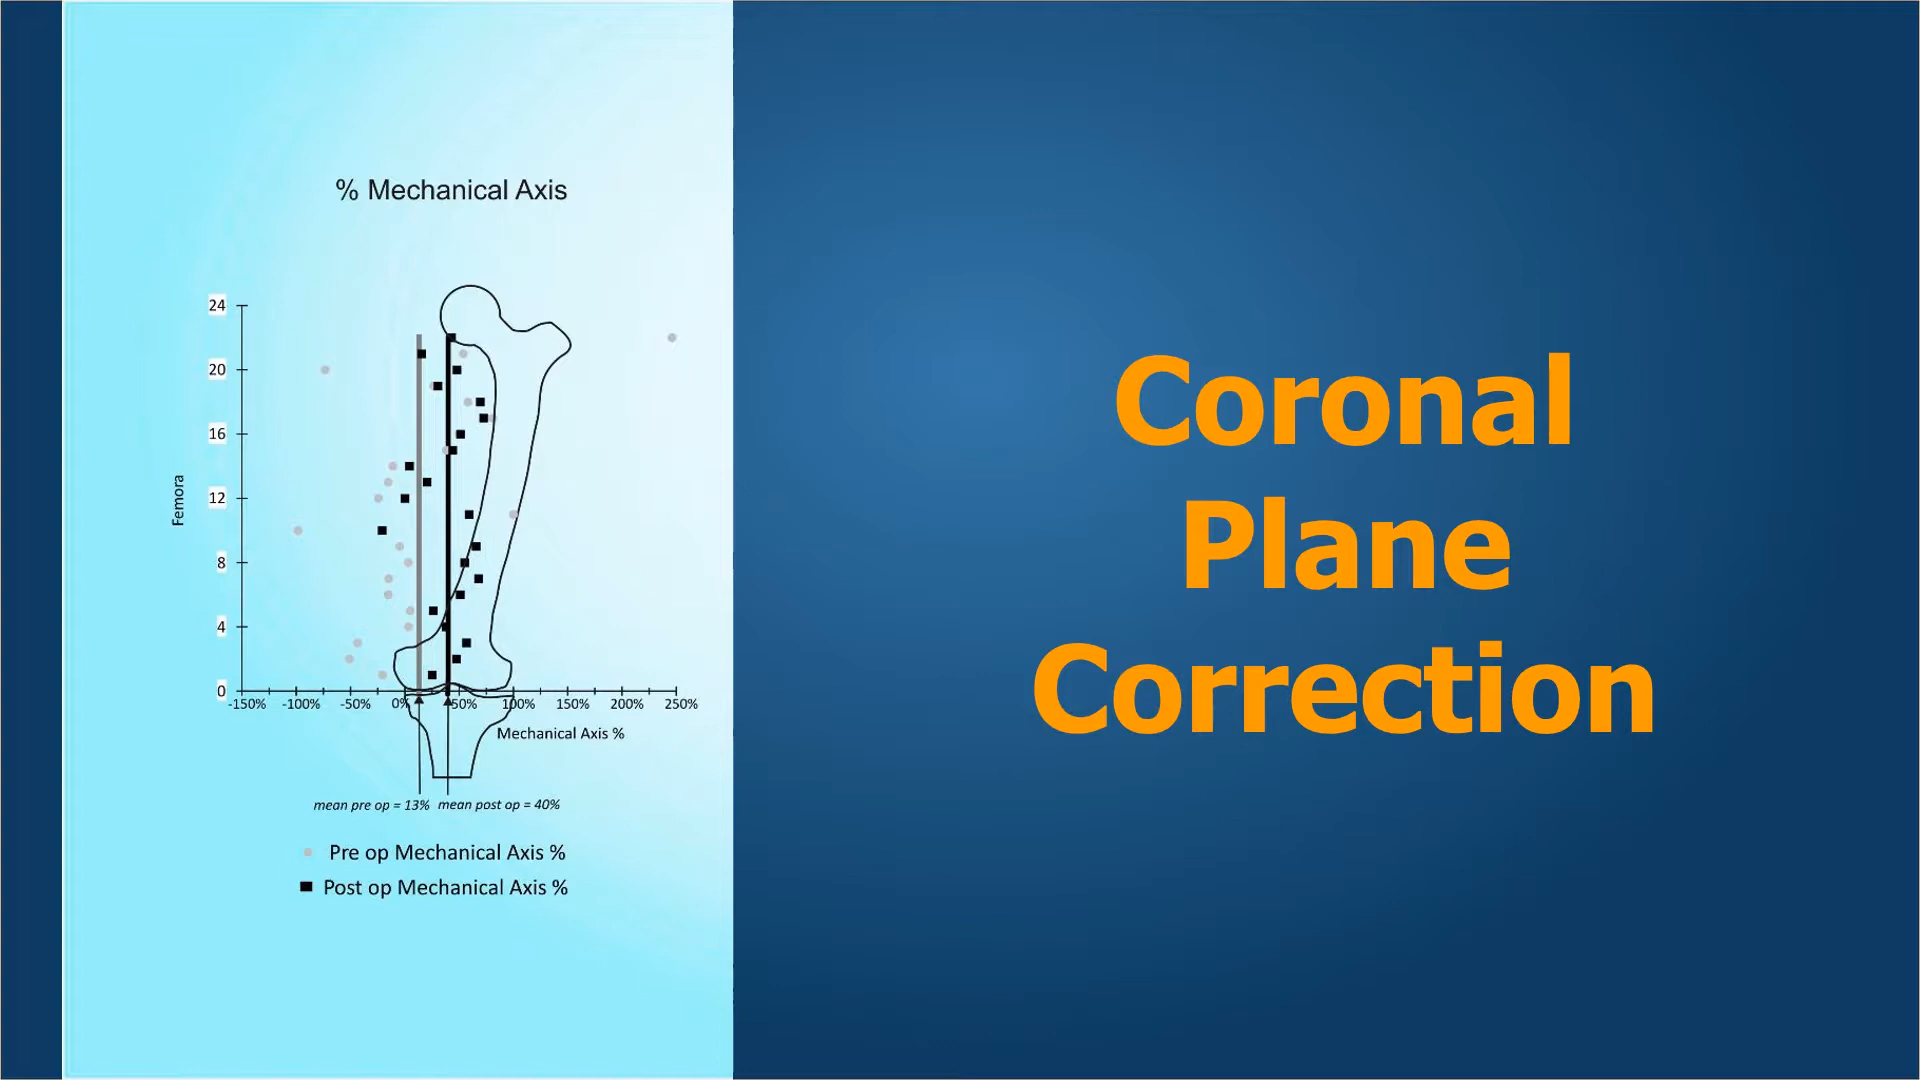 % Mechanical Axis
24
20
16
12
8
4
0
Femora
-150% -100% -50% 0% 50% 100% 150% 200% 250%
Mechanical Axis %
mean pre op = 13% mean post op = 40%
Pre op Mechanical Axis %
Post op Mechanical Axis %
Coronal
Plane
Correction